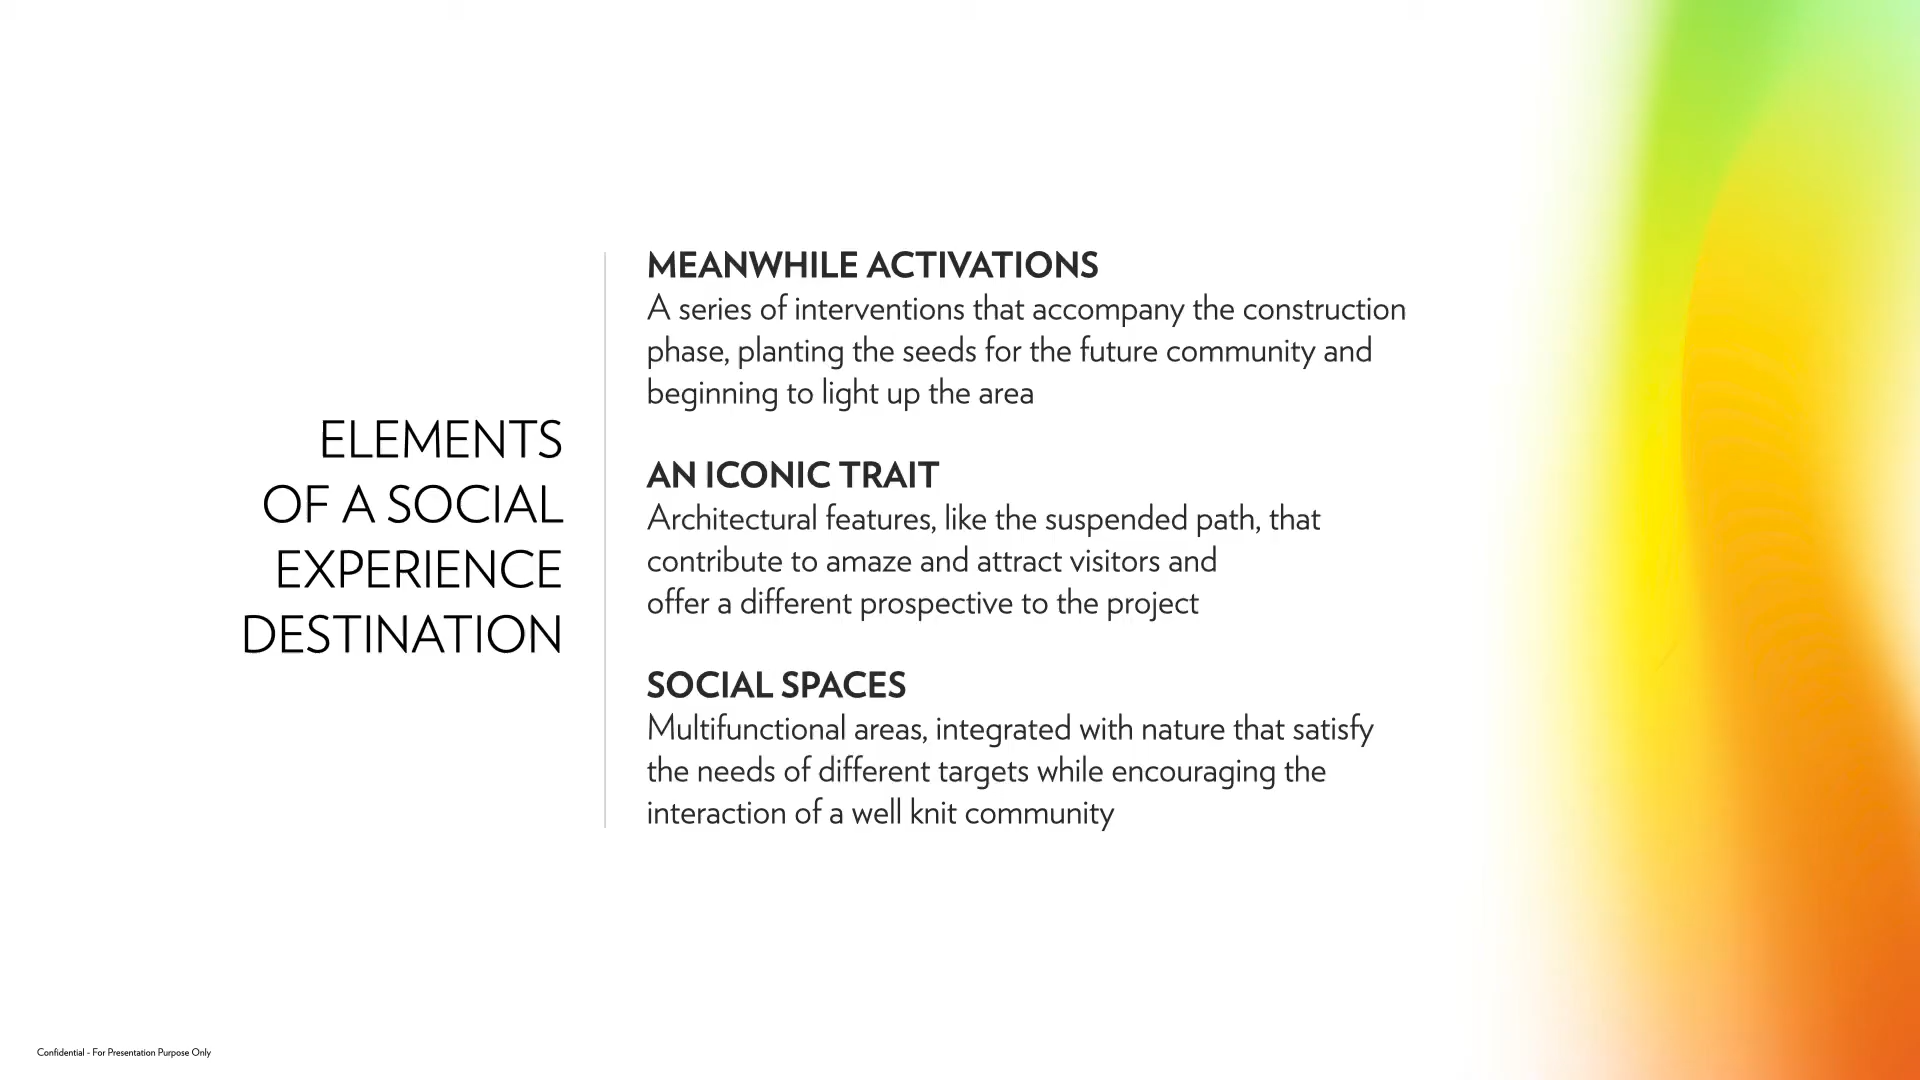 ELEMENTS
OF A SOCIAL
EXPERIENCE
DESTINATION
MEANWHILE ACTIVATIONS
A series of interventions that accompany the construction
phase, planting the seeds for the future community and
beginning to light up the area
AN ICONIC TRAIT
Architectural features, like the suspended path, that
contribute to amaze and attract visitors and
offer a different prospective to the project
SOCIAL SPACES
Multifunctional areas, integrated with nature that satisfy
the needs of different targets while encouraging the
interaction of a well knit community
Confidential - For Presentation Purpose Only